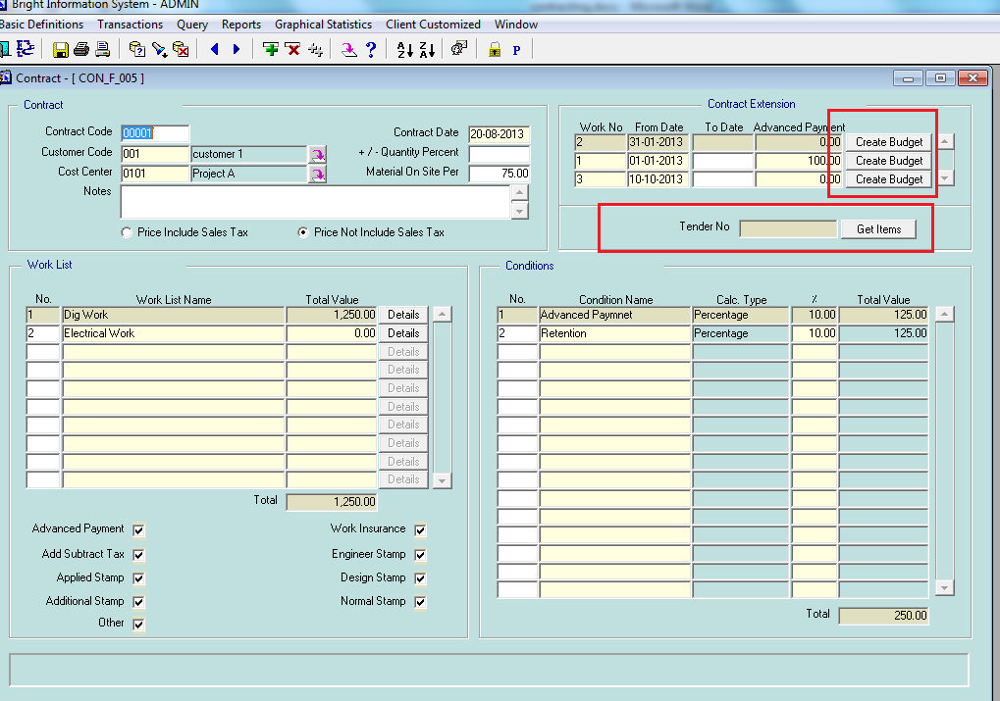 Bright Information System - ADMIN
Basic Definitions Transactions Query Reports Graphical Statistics Client Customized Window
A Z Z A ? P
Contract - [ CON_F_005 ]
Contract
Contract Code 00001 Contract Date 20-08-2013
Customer Code 001 customer 1 + / - Quantity Percent
Cost Center 0101 Project A Material On Site Per 75.00
Notes
Price Include Sales Tax Price Not Include Sales Tax
Contract Extension
Work No From Date To Date Advanced Payment
2 31-01-2013 0.00 Create Budget
1 01-01-2013 100.00 Create Budget
3 10-10-2013 0.00 Create Budget
Tender No Get Items
Work List
No. Work List Name Total Value
1 Dig Work 1,250.00 Details
2 Electrical Work 0.00 Details
Details
Details
Details
Details
Details
Details
Details
Details
Total 1,250.00
Advanced Payment Work Insurance
Add Subtract Tax Engineer Stamp
Applied Stamp Design Stamp
Additional Stamp Normal Stamp
Other
Conditions
No. Condition Name Calc. Type % Total Value
1 Advanced Paymnet Percentage 10.00 125.00
2 Retention Percentage 10.00 125.00
Total 250.00